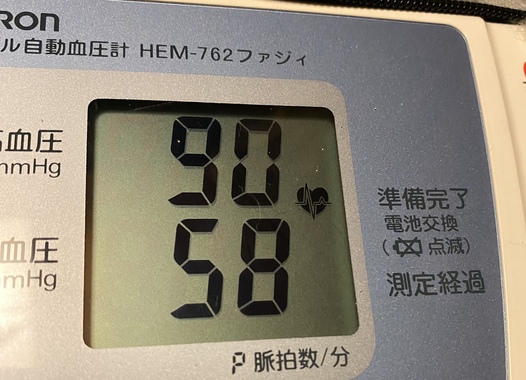 RON
ル自動血圧計 HEM-762ファジィ
高血圧
mmHg
90
血圧
mmHg
58
準備完了
電池交換
( 点滅)
測定経過
P 脈拍数/分